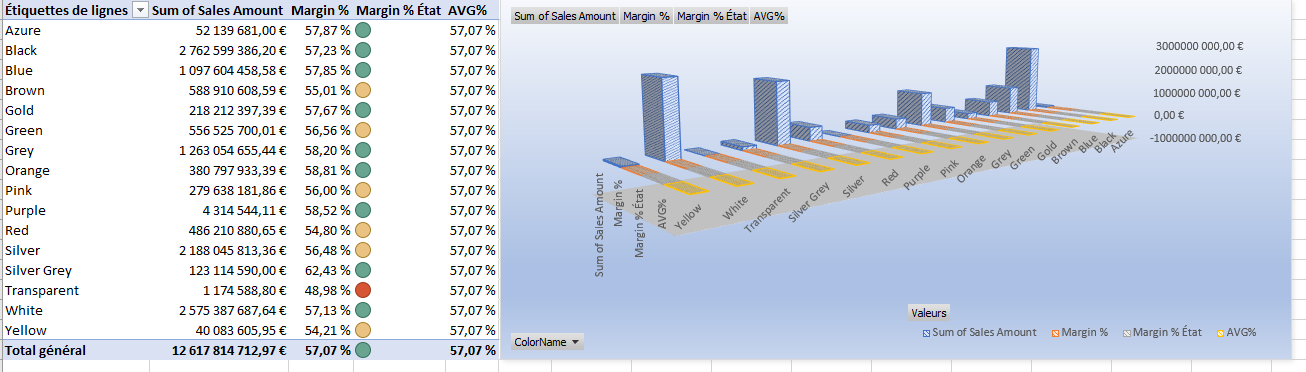 Étiquettes de lignes Sum of Sales Amount Margin % Margin % État AVG%
Azure 52 139 681,00 € 57,87 % 57,07 %
Black 2 762 599 386,20 € 57,23 % 57,07 %
Blue 1 097 604 458,58 € 57,85 % 57,07 %
Brown 588 910 608,59 € 55,01 % 57,07 %
Gold 218 212 397,39 € 57,67 % 57,07 %
Green 556 525 700,01 € 56,56 % 57,07 %
Grey 1 263 054 655,44 € 58,20 % 57,07 %
Orange 380 797 933,39 € 58,81 % 57,07 %
Pink 279 638 181,86 € 56,00 % 57,07 %
Purple 4 314 544,11 € 58,52 % 57,07 %
Red 486 210 880,65 € 54,80 % 57,07 %
Silver 2 188 045 813,36 € 56,48 % 57,07 %
Silver Grey 123 114 590,00 € 62,43 % 57,07 %
Transparent 1 174 588,80 € 48,98 % 57,07 %
White 2 575 387 687,64 € 57,13 % 57,07 %
Yellow 40 083 605,95 € 54,21 % 57,07 %
Total général 12 617 814 712,97 € 57,07 % 57,07 %
Sum of Sales Amount Margin % Margin % État AVG%
3000000 000,00 €
2000000 000,00 €
1000000 000,00 €
0,00 €
-1000000 000,00 €
Sum of Sales Amount
Margin %
Margin % État
AVG%
Yellow
White
Transparent
Silver Grey
Silver
Red
Purple
Pink
Orange
Grey
Green
Gold
Brown
Blue
Black
Azure
Valeurs
Sum of Sales Amount Margin % Margin % État AVG%
ColorName